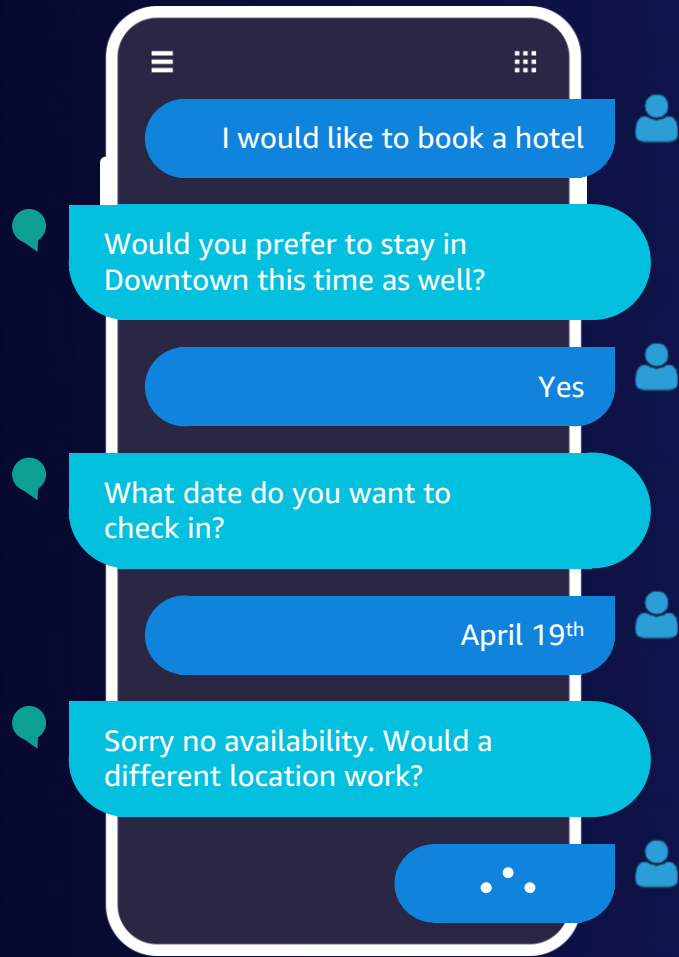 I would like to book a hotel
Would you prefer to stay in
Downtown this time as well?
Yes
What date do you want to
check in?
April 19th
Sorry no availability. Would a
different location work?